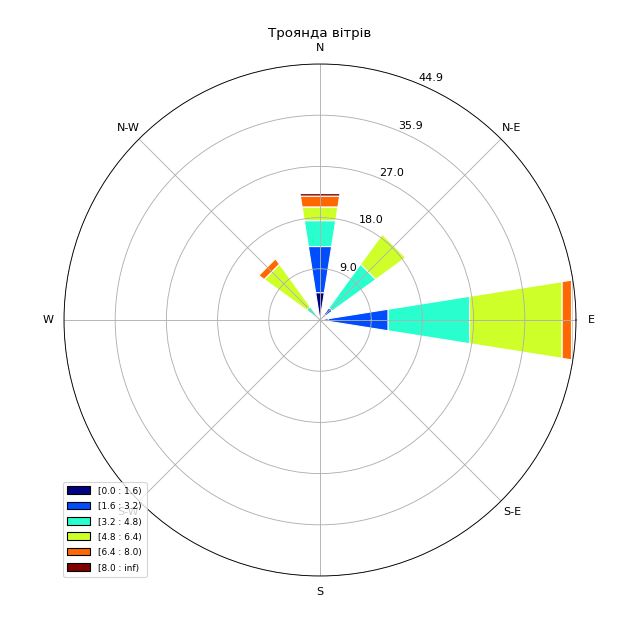 Троянда вітрів
N
44.9
N-W
35.9
N-E
27.0
18.0
9.0
W
E
[0.0 : 1.6)
[1.6 : 3.2)
S-W
S-E
[3.2 : 4.8)
[4.8 : 6.4)
[6.4 : 8.0)
[8.0 : inf)
S